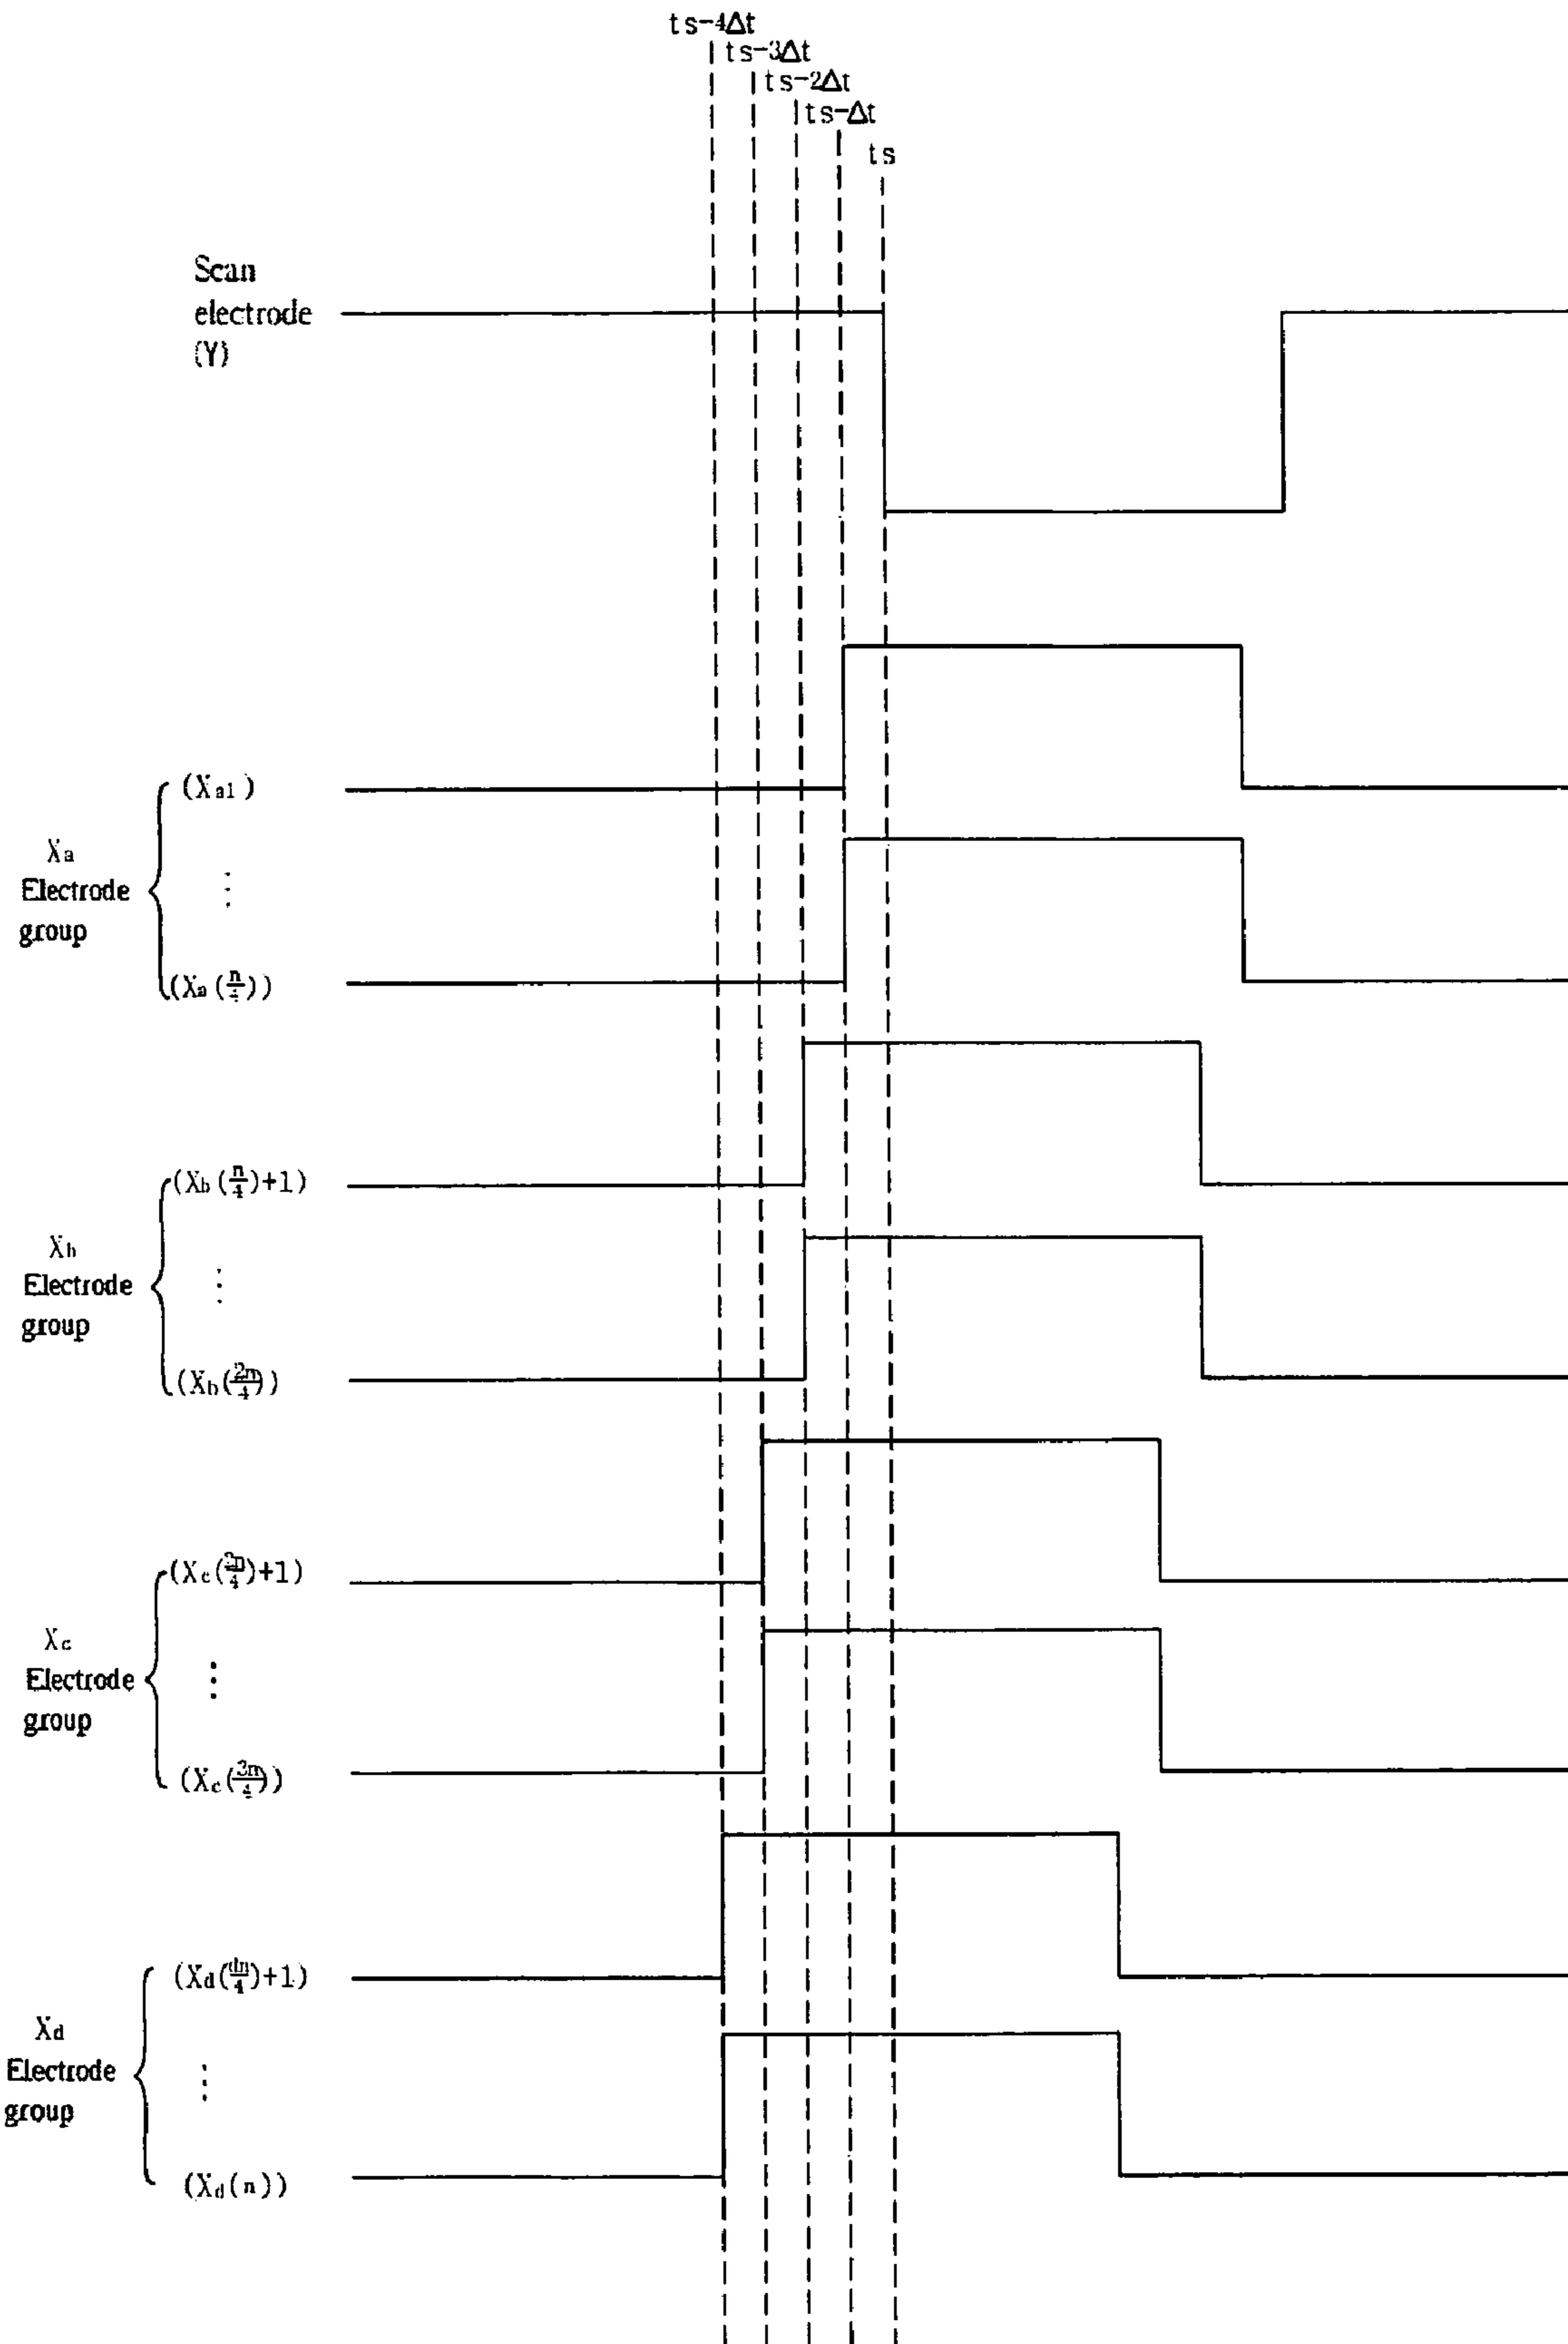 ts-4Δt
ts-3Δt
ts-2Δt
ts-Δt
ts
Scan
electrode
(Y)
(Xa1)
Xa
Electrode
group
⋮
(Xa(n/4))
(Xb(n/4)+1)
Xb
Electrode
group
⋮
(Xb(2n/4))
(Xc(2n/4)+1)
Xc
Electrode
group
⋮
(Xc(3n/4))
(Xd( /4)+1)
Xd
Electrode
group
⋮
(Xd(n))